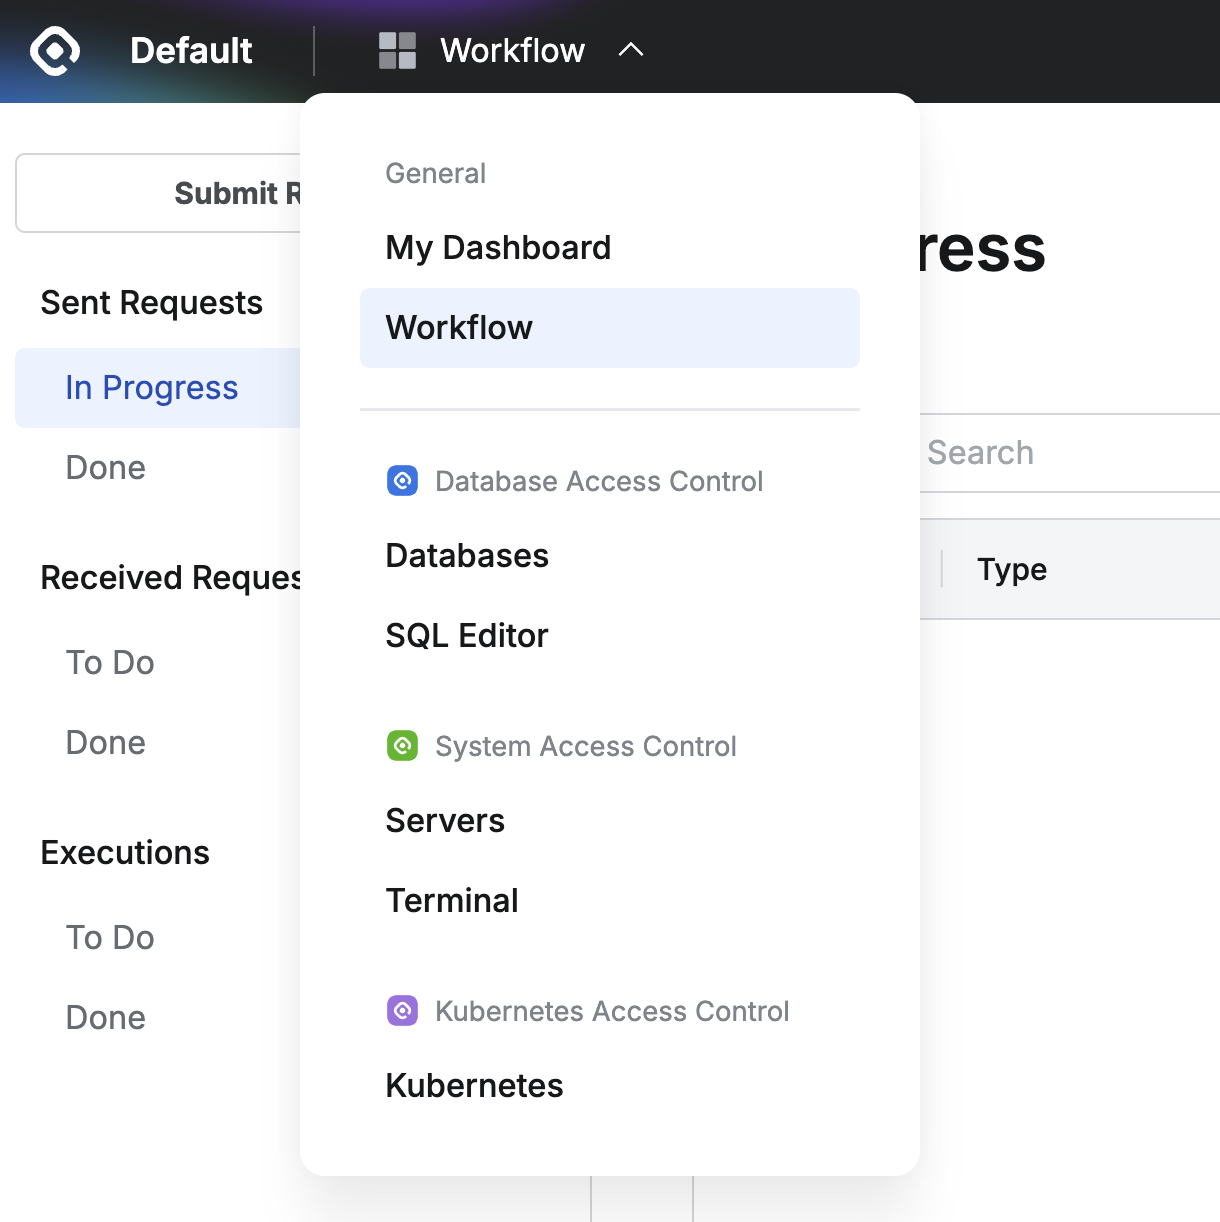 Default
Workflow
Submit R
Sent Requests
In Progress
Done
Received Reques
To Do
Done
Executions
To Do
Done
General
My Dashboard
Workflow
Database Access Control
Databases
SQL Editor
System Access Control
Servers
Terminal
Kubernetes Access Control
Kubernetes
ress
Search
Type